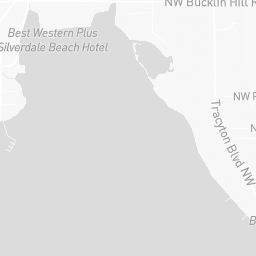 NW Bucklin Hill R
Best Western Plus
Silverdale Beach Hotel
NW P
Tracyton Blvd NW
N
N
B